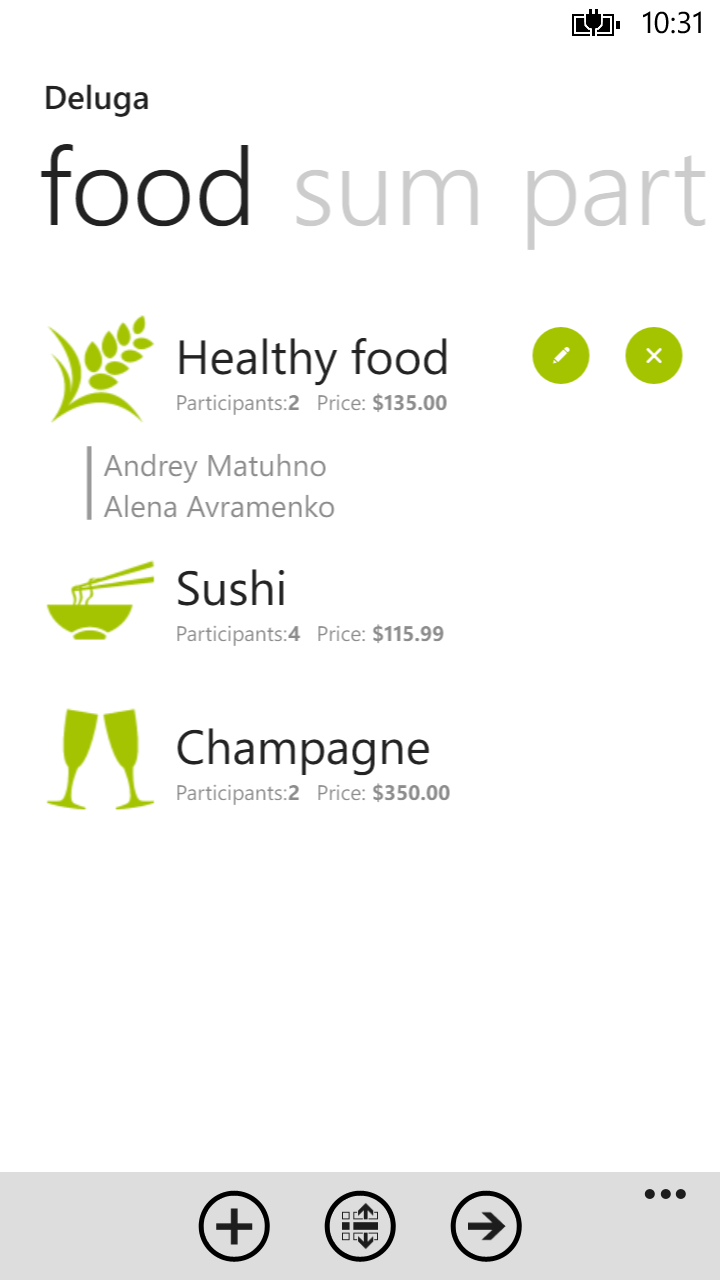 10:31
Deluga
food sum part
Healthy food
Participants:2 Price: $135.00
Andrey Matuhno
Alena Avramenko
Sushi
Participants:4 Price: $115.99
Champagne
Participants:2 Price: $350.00